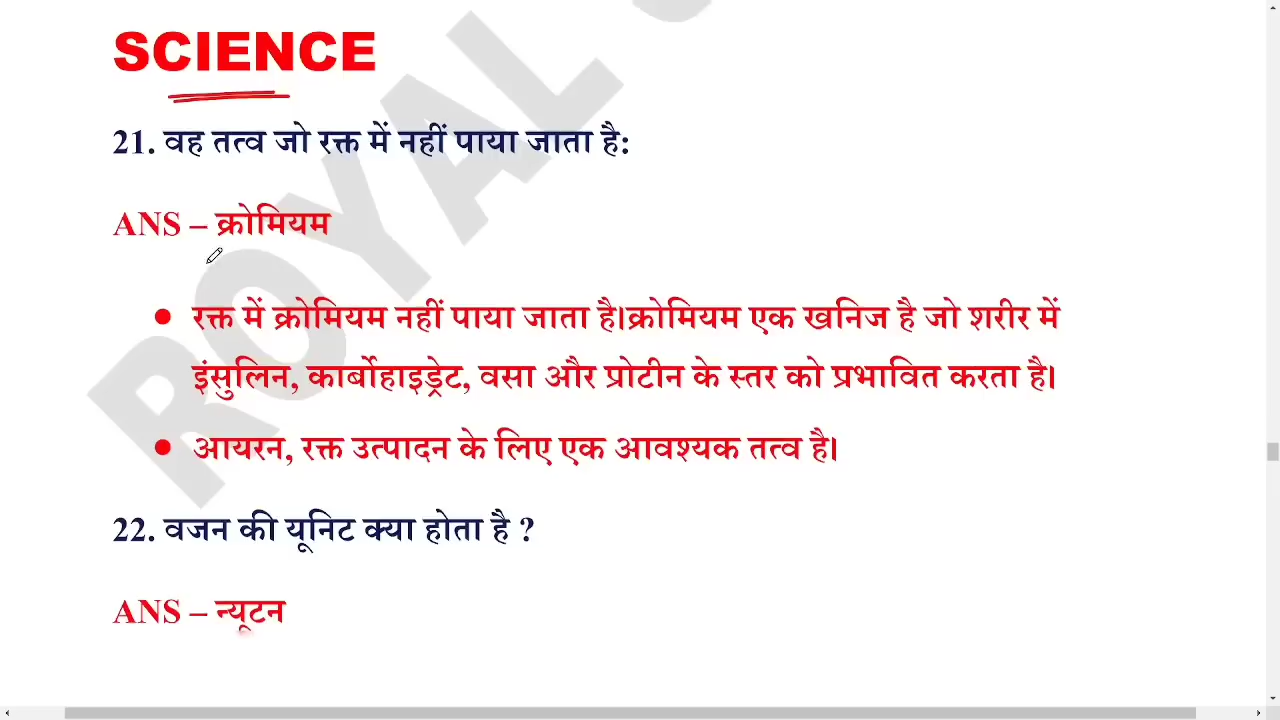 SCIENCE
21. वह तत्व जो रक्त में नहीं पाया जाता है:
ANS – क्रोमियम
रक्त में क्रोमियम नहीं पाया जाता है।क्रोमियम एक खनिज है जो शरीर में
इंसुलिन, कार्बोहाइड्रेट, वसा और प्रोटीन के स्तर को प्रभावित करता है।
आयरन, रक्त उत्पादन के लिए एक आवश्यक तत्व है।
22. वजन की यूनिट क्या होता है ?
ANS – न्यूटन
ROYAL